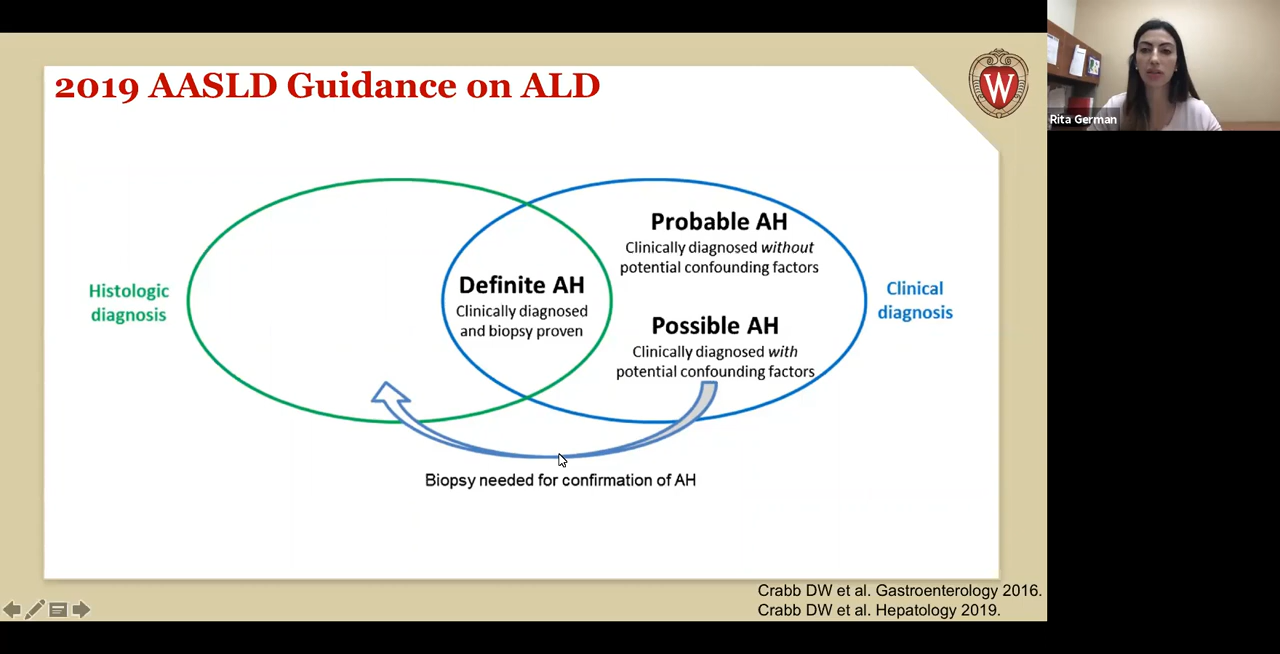 2019 AASLD Guidance on ALD
W
Rita German
Histologic
diagnosis
Definite AH
Clinically diagnosed
and biopsy proven
Probable AH
Clinically diagnosed without
potential confounding factors
Possible AH
Clinically diagnosed with
potential confounding factors
Clinical
diagnosis
Biopsy needed for confirmation of AH
Crabb DW et al. Gastroenterology 2016.
Crabb DW et al. Hepatology 2019.